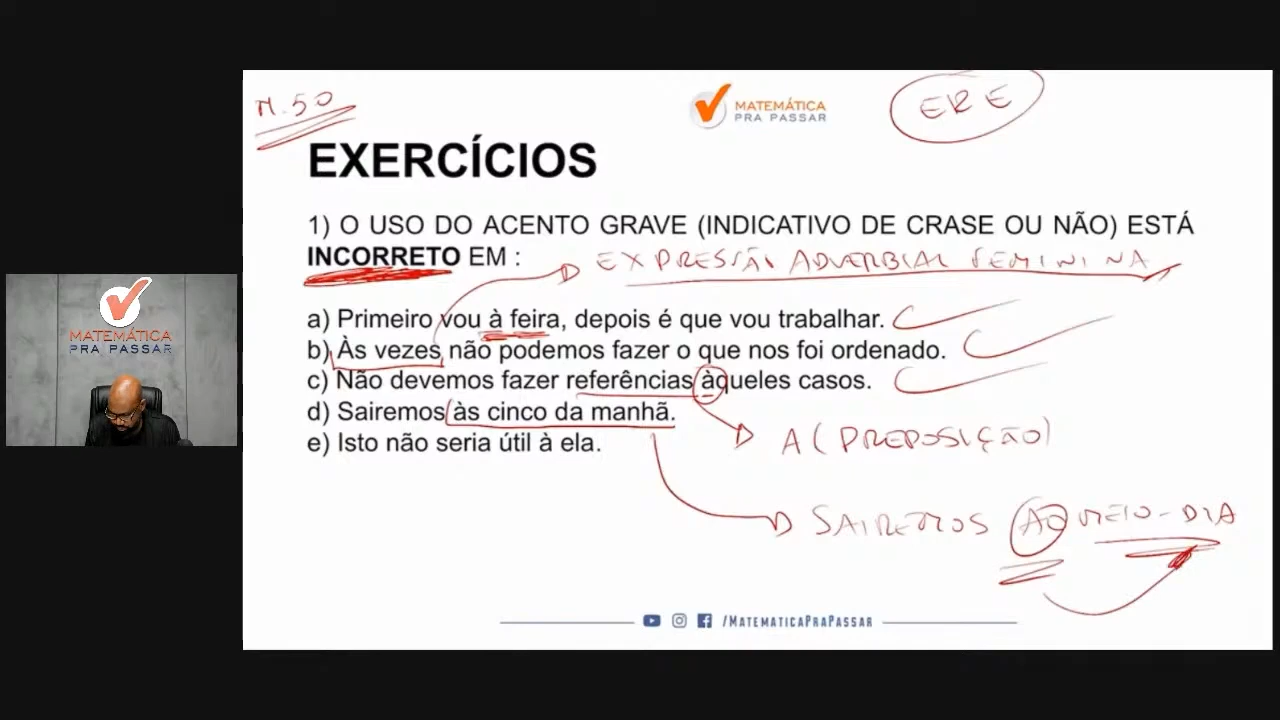 M.50
MATEMÁTICA
PRA PASSAR
ERE
EXERCÍCIOS
1) O USO DO ACENTO GRAVE (INDICATIVO DE CRASE OU NÃO) ESTÁ
INCORRETO EM :
EXPRESSÃO ADVERBIAL FEMININA
a) Primeiro vou à feira, depois é que vou trabalhar.
b) Às vezes não podemos fazer o que nos foi ordenado.
c) Não devemos fazer referências àqueles casos.
d) Sairemos às cinco da manhã.
e) Isto não seria útil à ela.
A (PREPOSIÇÃO)
SAIREMOS AO MEIO-DIA
MATEMÁTICA
PRA PASSAR
/MATEMATICAPRAPASSAR